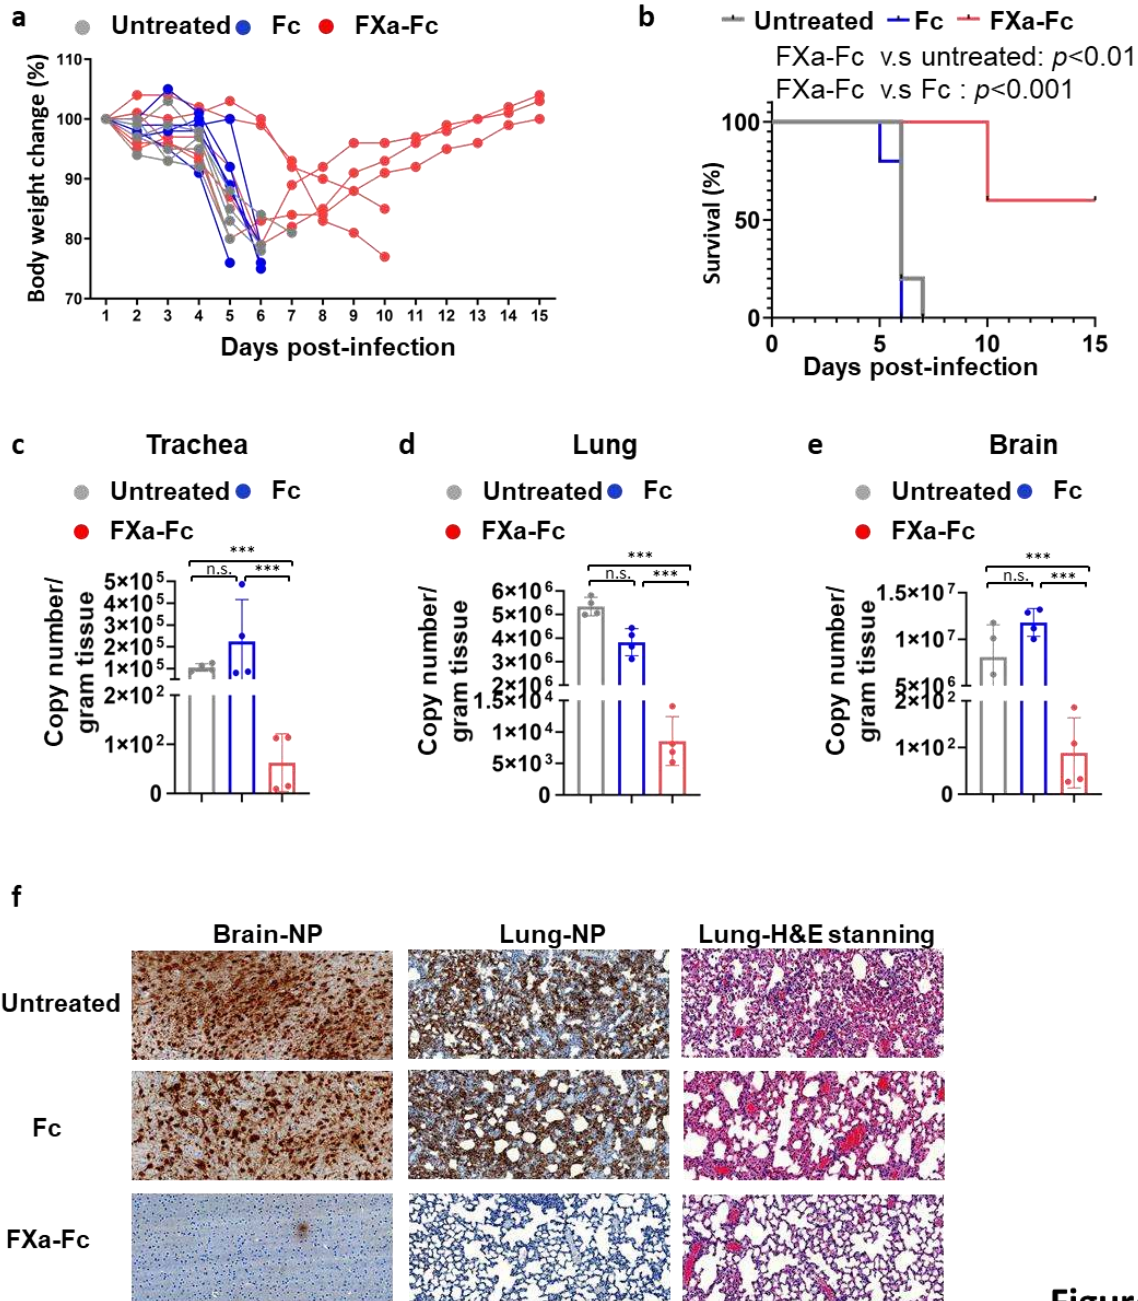 a
Untreated Fc FXa-Fc
Body weight change (%)
110
100
90
80
70
1 2 3 4 5 6 7 8 9 10 11 12 13 14 15
Days post-infection
b
Untreated Fc FXa-Fc
FXa-Fc v.s untreated: p<0.01
FXa-Fc v.s Fc : p<0.001
Survival (%)
100
50
0
0 5 10 15
Days post-infection
c Trachea
Untreated Fc
FXa-Fc
***
n.s. ***
Copy number/
gram tissue
5×10⁵
4×10⁵
3×10⁵
2×10⁵
1×10⁵
2×10²
1×10²
0
d Lung
Untreated Fc
FXa-Fc
***
n.s. ***
Copy number/
gram tissue
6×10⁶
5×10⁶
4×10⁶
3×10⁶
2×10⁶
1.5×10⁴
1×10⁴
5×10³
0
e Brain
Untreated Fc
FXa-Fc
***
n.s. ***
Copy number/
gram tissue
1.5×10⁷
1×10⁷
5×10⁶
2×10²
1×10²
0
f
Brain-NP Lung-NP Lung-H&E stanning
Untreated
Fc
FXa-Fc
Figur